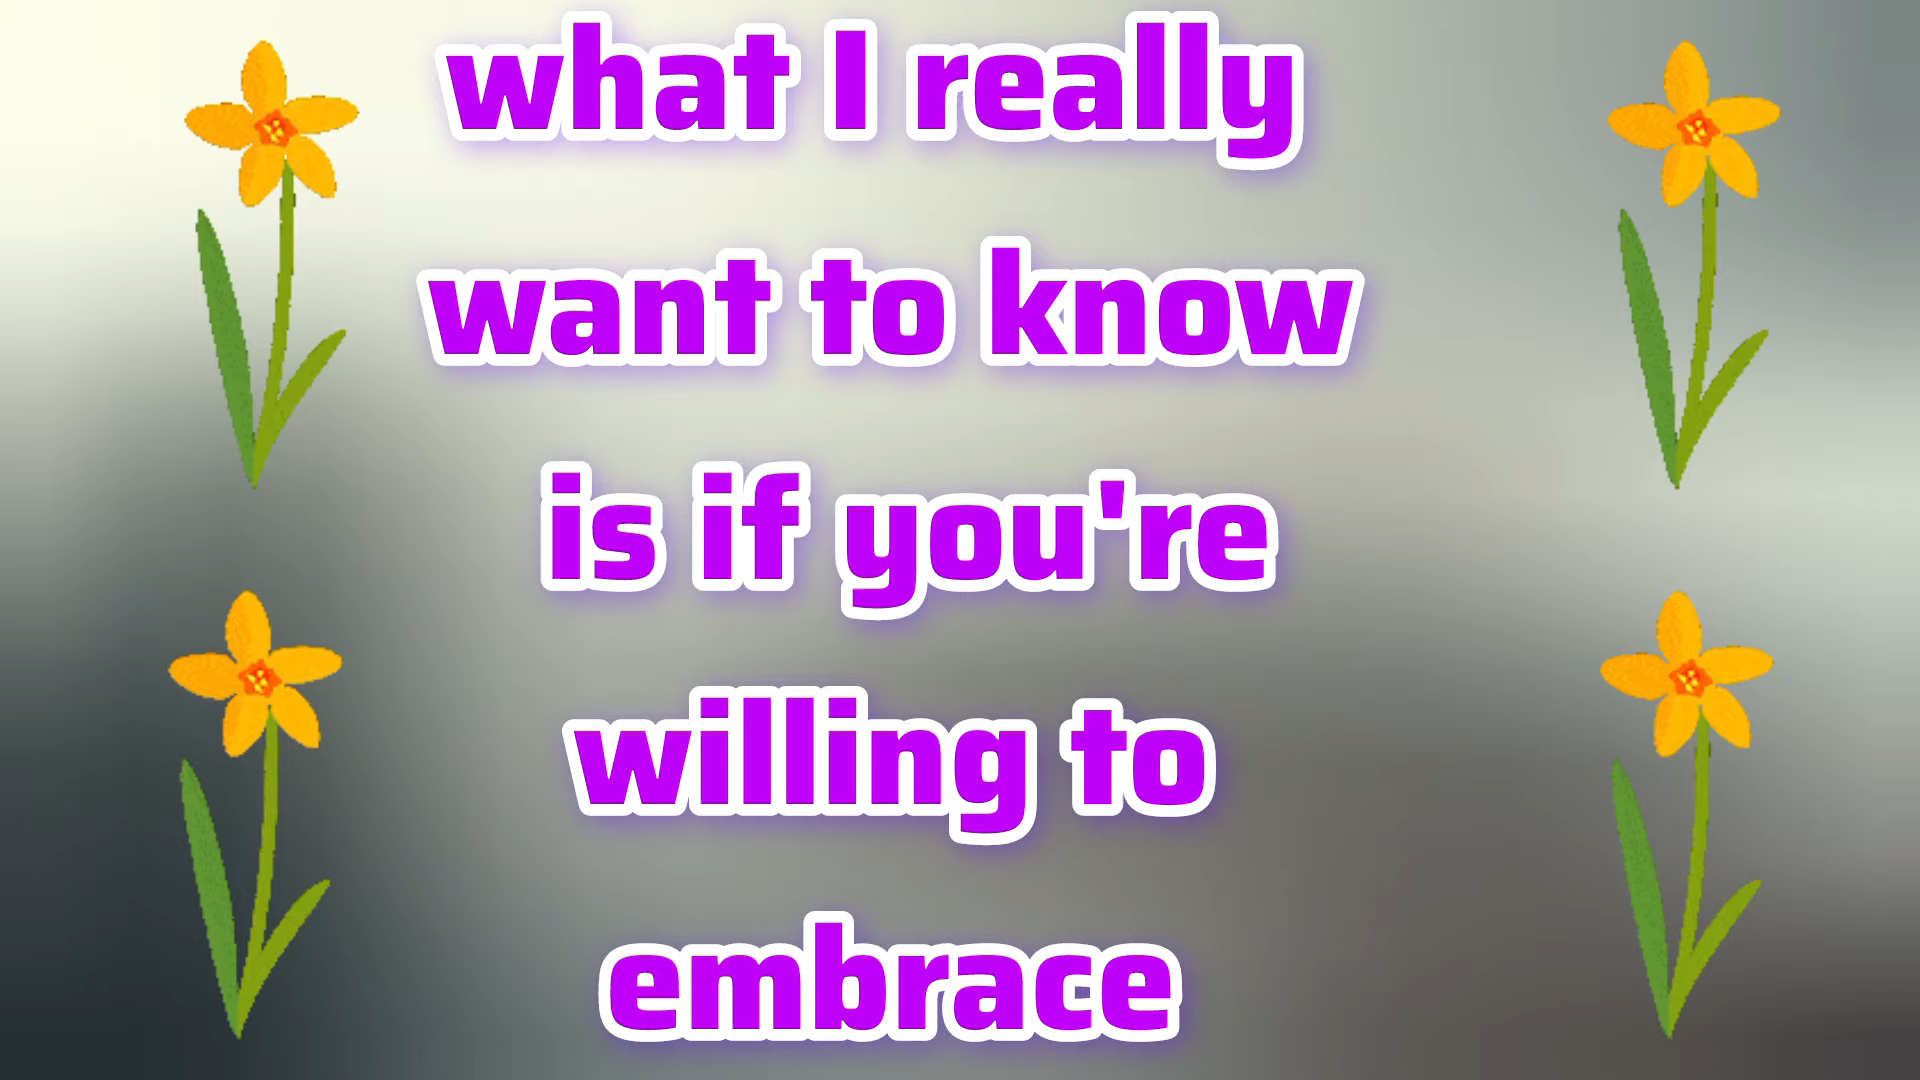 what I really
want to know
is if you're
willing to
embrace